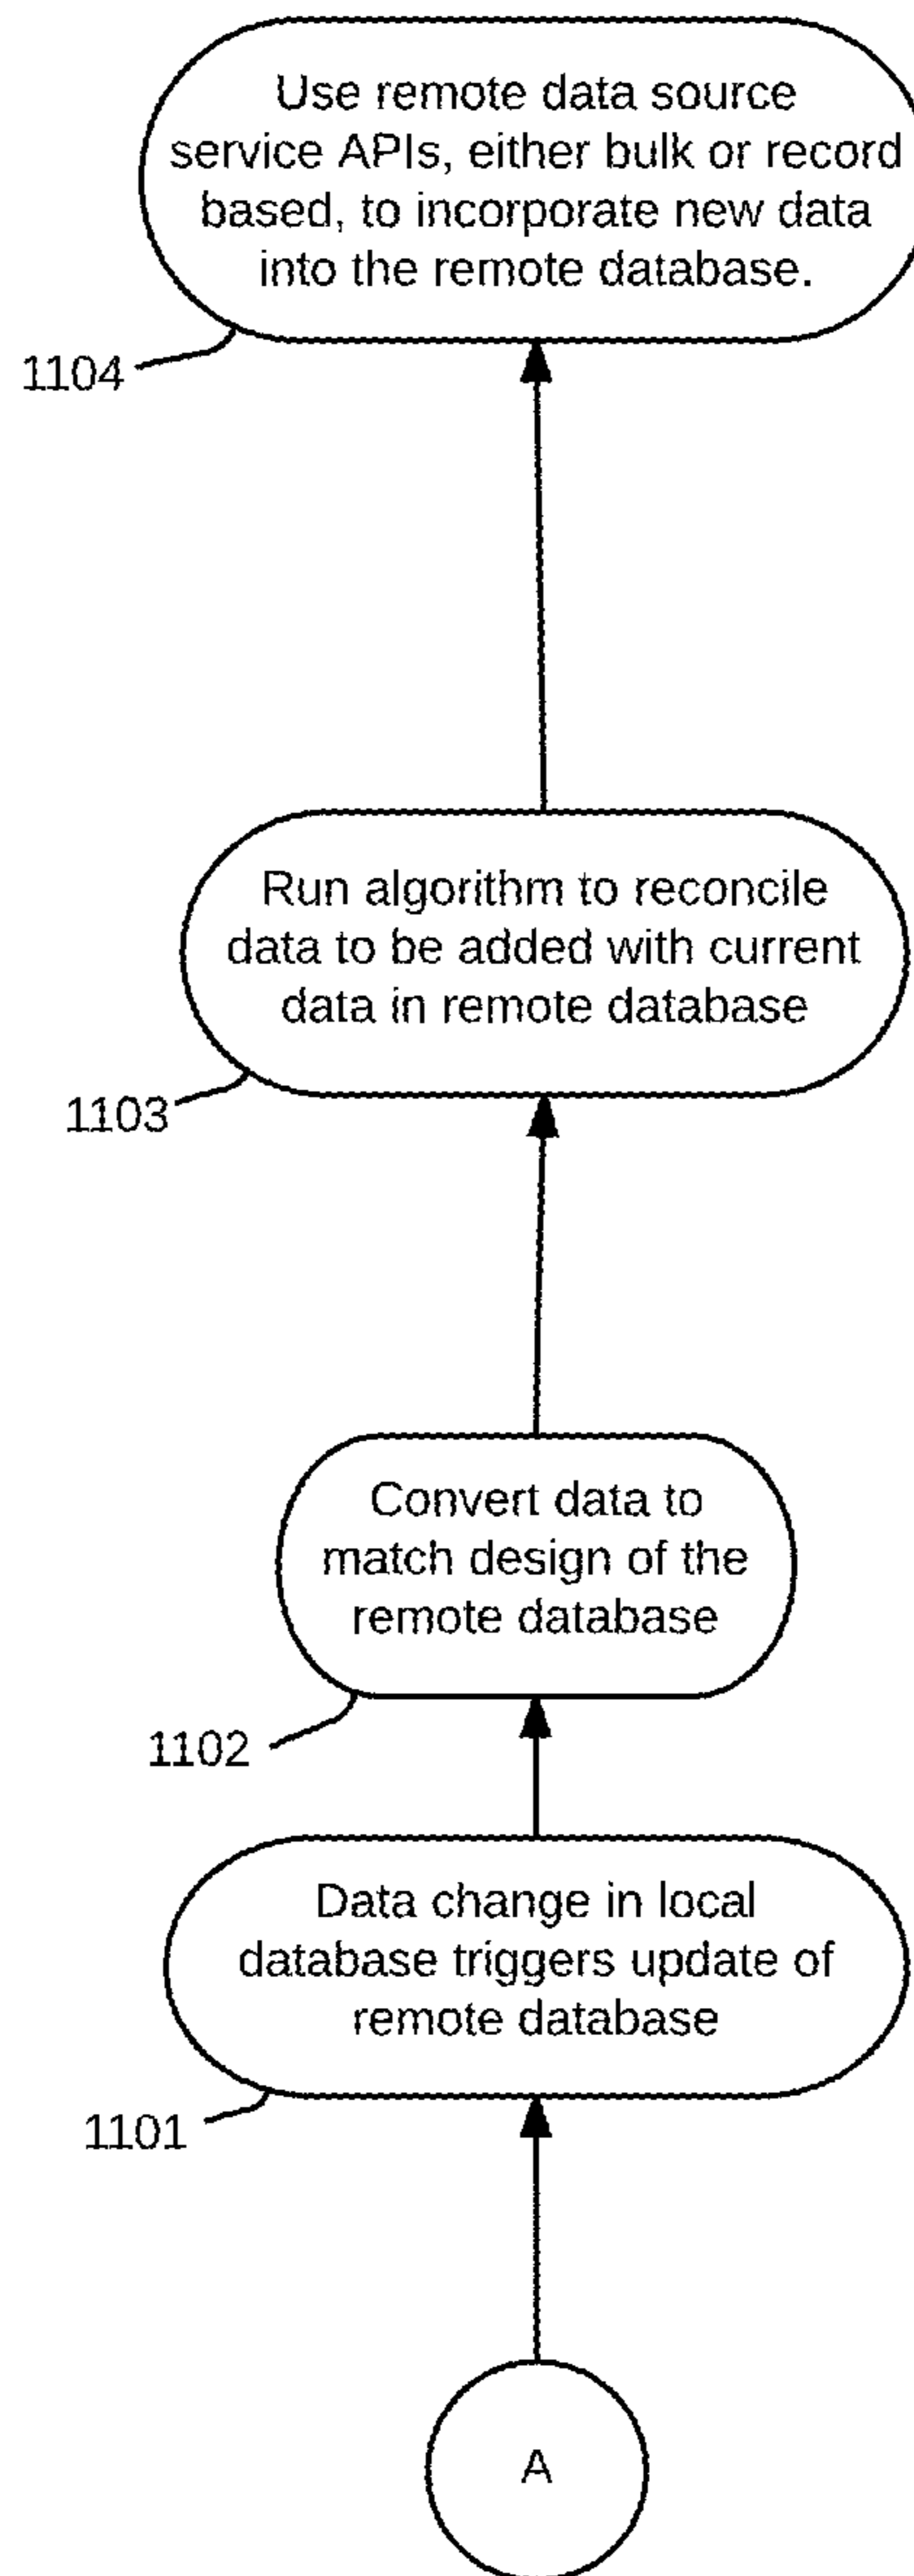 Use remote data source
service APIs, either bulk or record
based, to incorporate new data
into the remote database.
1104
Run algorithm to reconcile
data to be added with current
data in remote database
1103
Convert data to
match design of the
remote database
1102
Data change in local
database triggers update of
remote database
1101
A